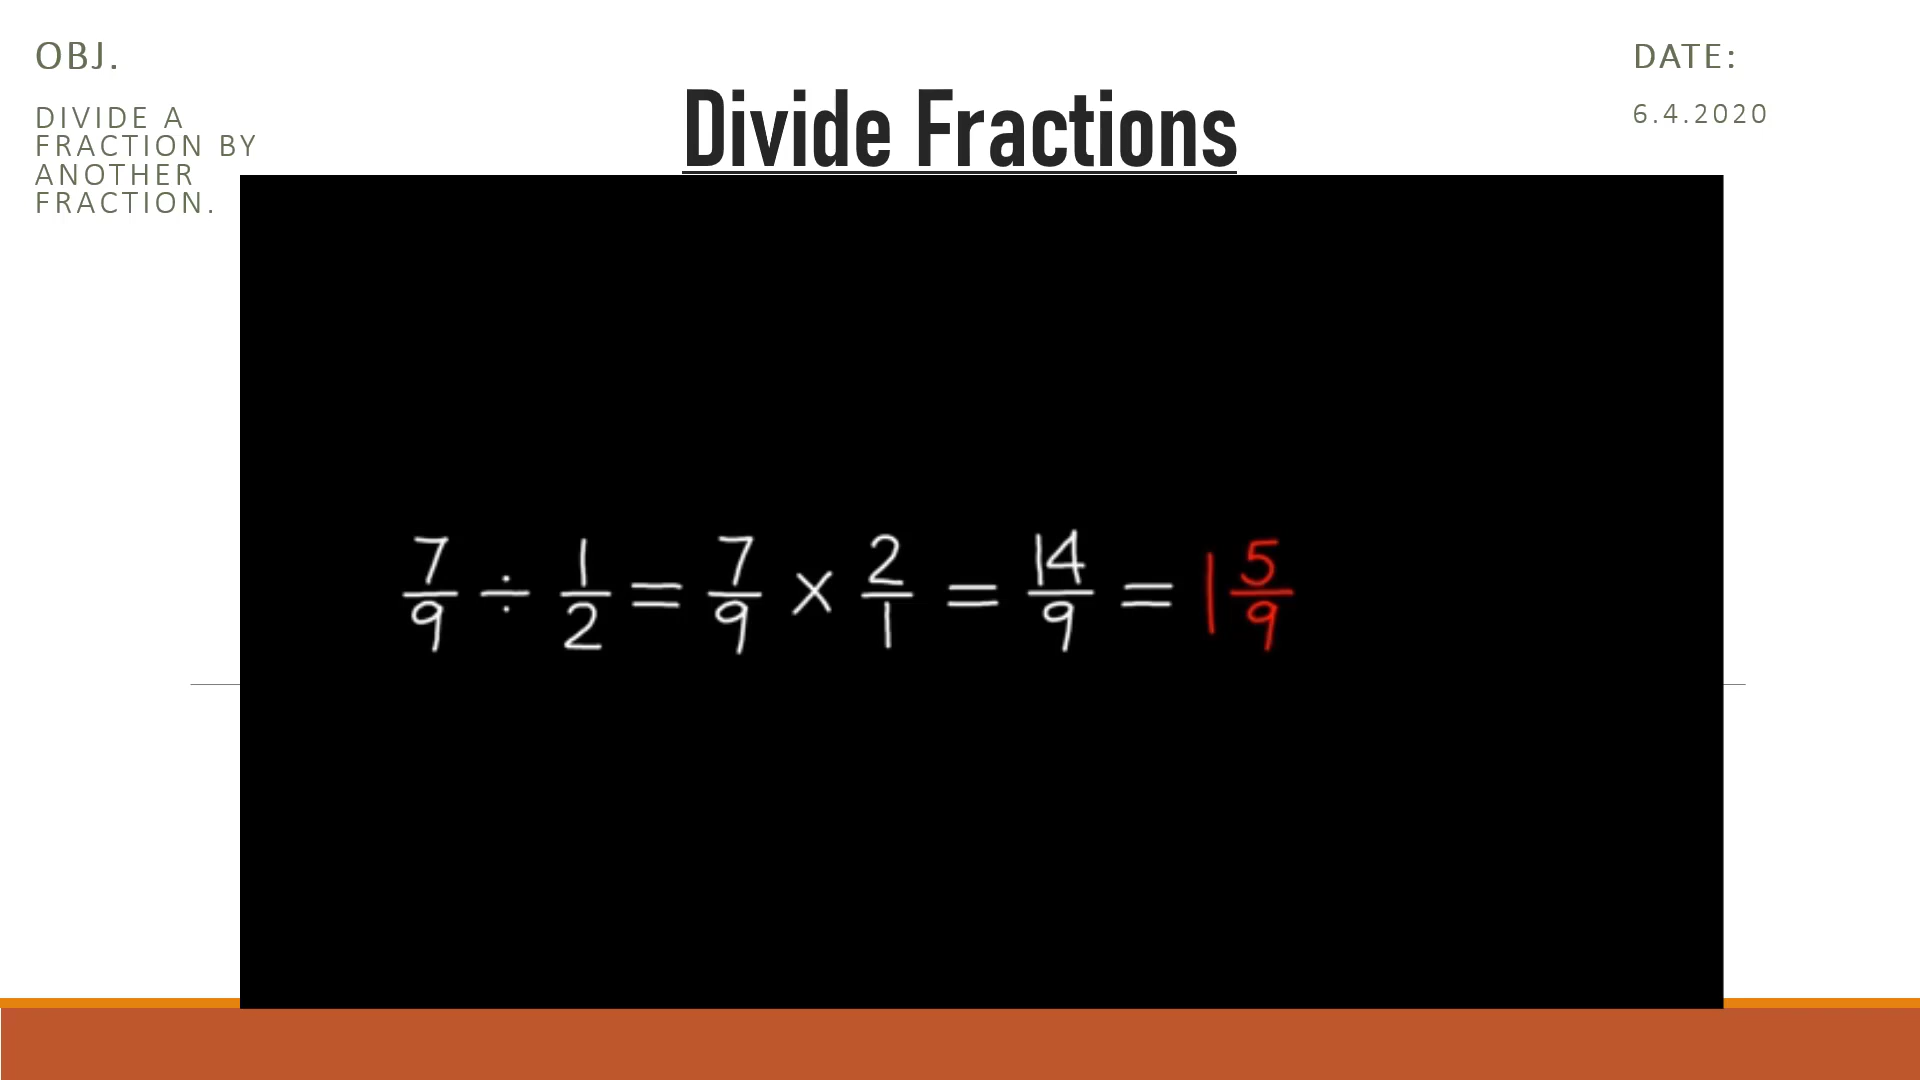 OBJ.
DIVIDE A
FRACTION BY
ANOTHER
FRACTION.
Divide Fractions
DATE:
6.4.2020
7/9 ÷ 1/2 = 7/9 × 2/1 = 14/9 = 1 5/9